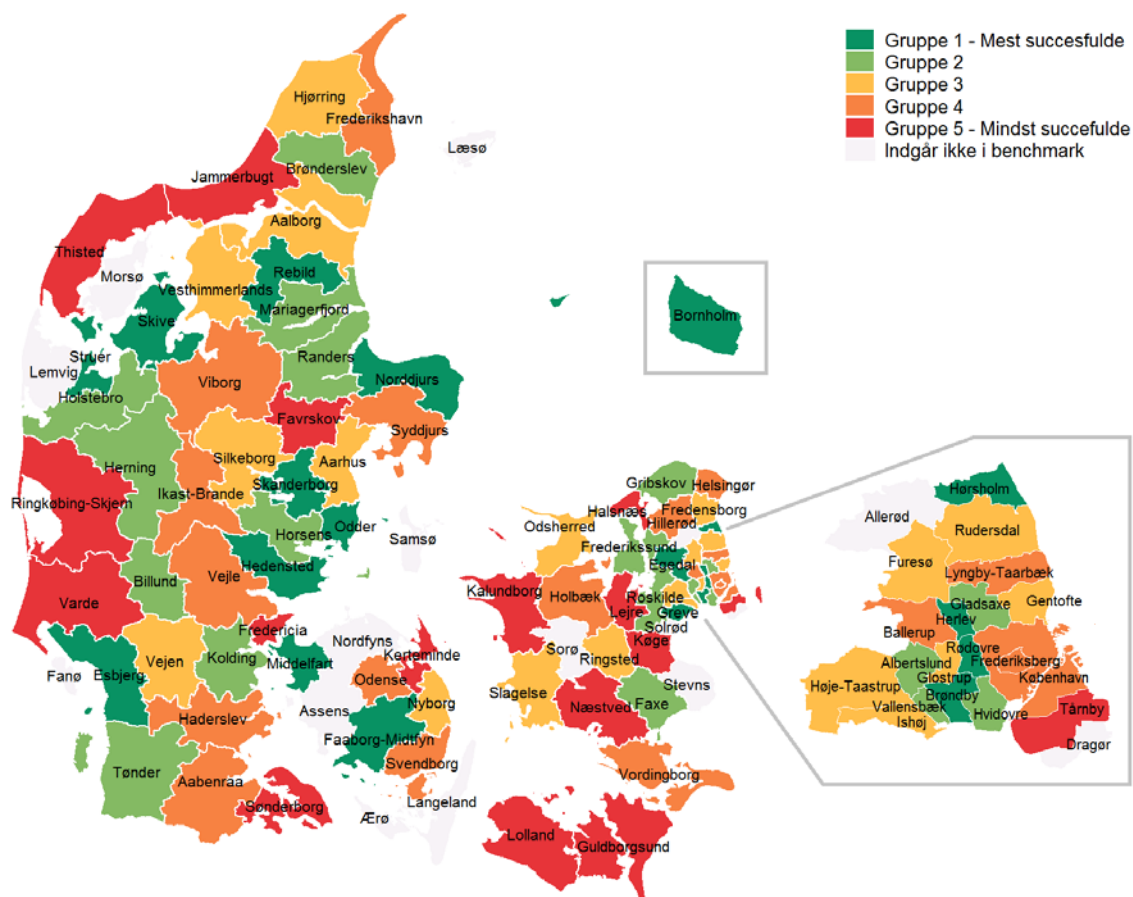 Gruppe 1 - Mest succesfulde
Gruppe 2
Gruppe 3
Gruppe 4
Gruppe 5 - Mindst succefulde
Indgår ikke i benchmark
Hjørring
Frederikshavn
Læsø
Brønderslev
Jammerbugt
Aalborg
Thisted
Morsø
Rebild
Vesthimmerlands
Mariagerfjord
Skive
Bornholm
Struer
Lemvig
Randers
Viborg
Norddjurs
Holstebro
Favrskov
Syddjurs
Silkeborg
Aarhus
Herning
Skanderborg
Ikast-Brande
Ringkøbing-Skjern
Odder
Horsens
Samsø
Hedensted
Billund
Vejle
Varde
Fredericia
Nordfyns
Kerteminde
Vejen
Kolding
Middelfart
Fanø
Esbjerg
Odense
Nyborg
Assens
Haderslev
Faaborg-Midtfyn
Svendborg
Tønder
Aabenraa
Langeland
Sønderborg
Ærø
Gribskov
Helsingør
Halsnæs
Fredensborg
Hillerød
Odsherred
Frederikssund
Egedal
Kalundborg
Holbæk
Roskilde
Lejre
Greve
Solrød
Køge
Sorø
Ringsted
Stevns
Slagelse
Næstved
Faxe
Vordingborg
Lolland
Guldborgsund
Hørsholm
Allerød
Rudersdal
Furesø
Lyngby-Taarbæk
Gladsaxe
Gentofte
Herlev
Ballerup
Rødovre
Albertslund
Frederiksberg
Glostrup
København
Høje-Taastrup
Brøndby
Vallensbæk
Hvidovre
Ishøj
Tårnby
Dragør